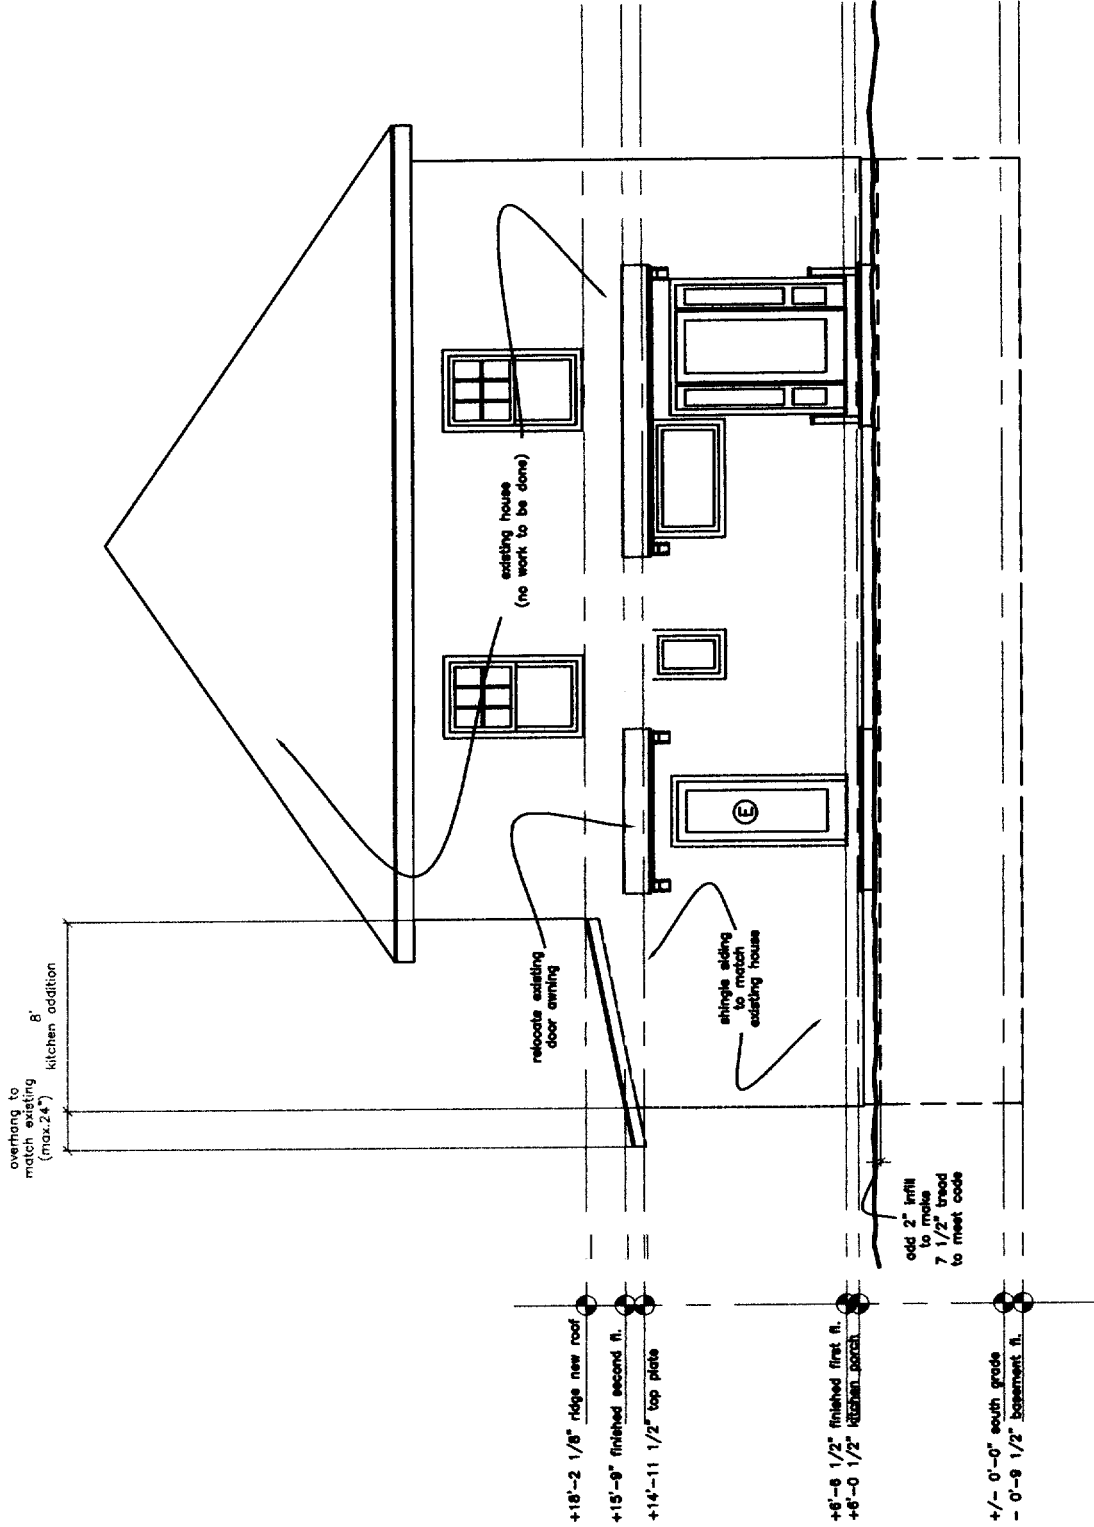 overhang to
match existing
(max.24")
8'
kitchen addition
existing house
(no work to be done)
relocate existing
door awning
shingle siding
to match
existing house
E
add 2" infill
to make
7 1/2" tread
to meet code
+18'-2 1/8" ridge new roof
+15'-9" finished second fl.
+14'-11 1/2" top plate
+6'-6 1/2" finished first fl.
+6'-0 1/2" kitchen porch
+/- 0'-0" south grade
- 0'-9 1/2" basement fl.